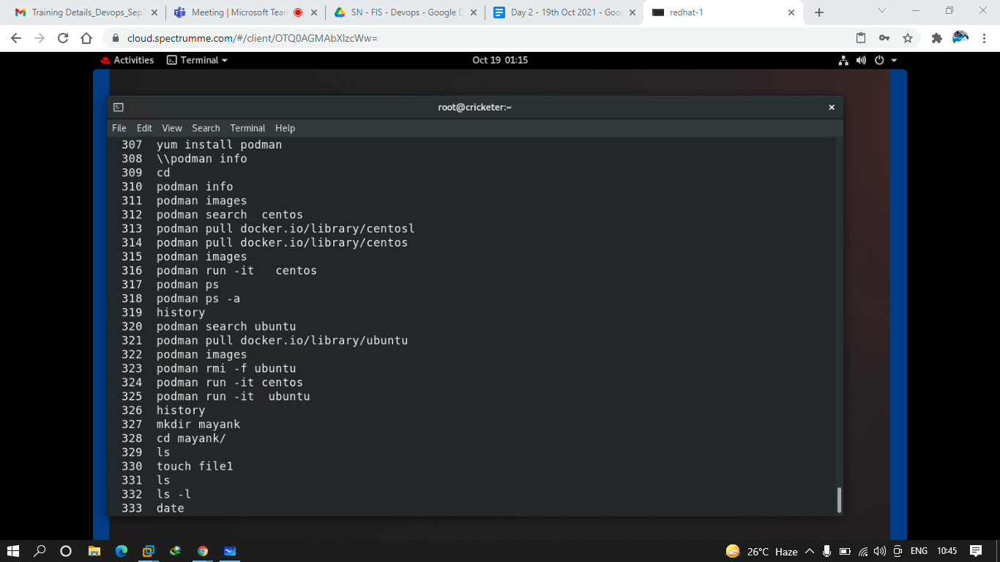 Training Details_Devops_Sep
Meeting | Microsoft Tean
SN - FIS - Devops - Google D
Day 2 - 19th Oct 2021 - Goo
redhat-1
cloud.spectrumme.com/#/client/OTQ0AGMAbXlzcWw=
Activities
Terminal
Oct 19 01:15
root@cricketer:~
File Edit View Search Terminal Help
307 yum install podman
308 \\podman info
309 cd
310 podman info
311 podman images
312 podman search  centos
313 podman pull docker.io/library/centosl
314 podman pull docker.io/library/centos
315 podman images
316 podman run -it   centos
317 podman ps
318 podman ps -a
319 history
320 podman search ubuntu
321 podman pull docker.io/library/ubuntu
322 podman images
323 podman rmi -f ubuntu
324 podman run -it centos
325 podman run -it  ubuntu
326 history
327 mkdir mayank
328 cd mayank/
329 ls
330 touch file1
331 ls
332 ls -l
333 date
26°C Haze
ENG
10:45